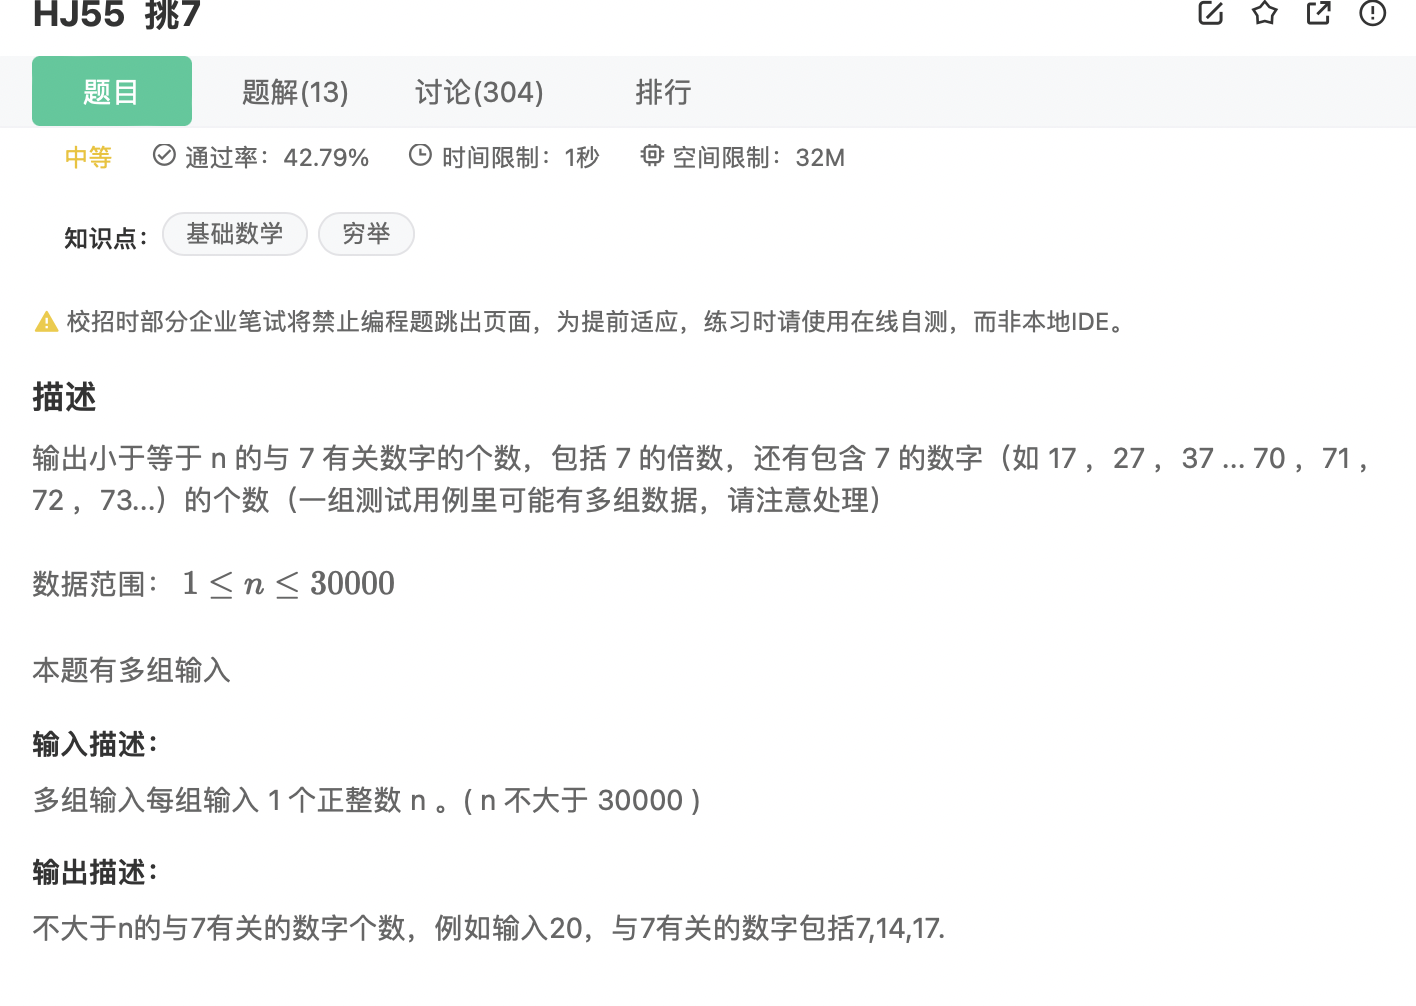 HJ55 挑7
题目 题解(13) 讨论(304) 排行
中等 通过率：42.79% 时间限制：1秒 空间限制：32M
知识点： 基础数学 穷举
校招时部分企业笔试将禁止编程题跳出页面，为提前适应，练习时请使用在线自测，而非本地IDE。
描述
输出小于等于 n 的与 7 有关数字的个数，包括 7 的倍数，还有包含 7 的数字（如 17 ，27 ，37 ... 70 ，71 ，
72 ，73...）的个数（一组测试用例里可能有多组数据，请注意处理）
数据范围： 1 ≤ n ≤ 30000
本题有多组输入
输入描述：
多组输入每组输入 1 个正整数 n 。( n 不大于 30000 )
输出描述：
不大于n的与7有关的数字个数，例如输入20，与7有关的数字包括7,14,17.